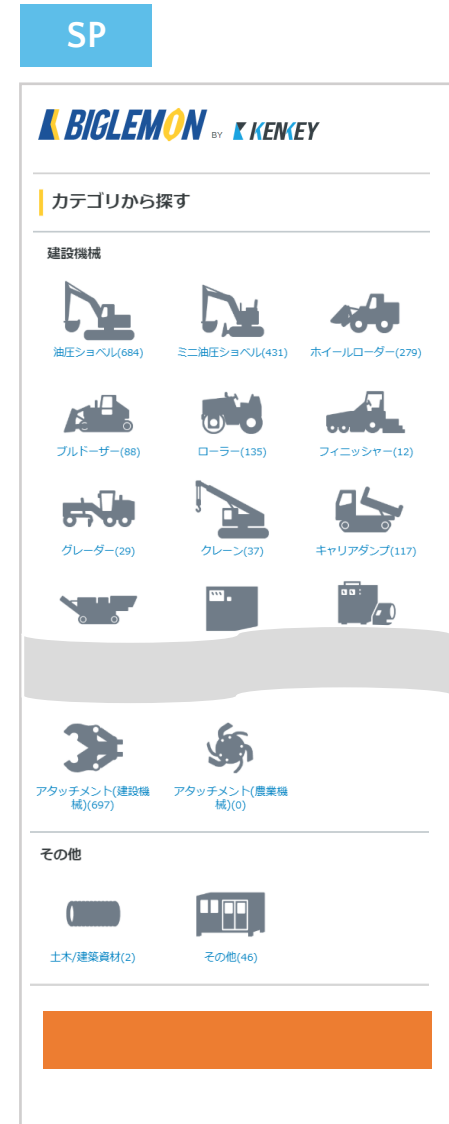 SP
BIGLEMON BY KENKEY
カテゴリから探す
建設機械
油圧ショベル(684) ミニ油圧ショベル(431) ホイールローダー(279)
ブルドーザー(88) ローラー(135) フィニッシャー(12)
グレーダー(29) クレーン(37) キャリアダンプ(117)
アタッチメント(建設機 アタッチメント(農業機
械)(697) 械)(0)
その他
土木/建築資材(2) その他(46)